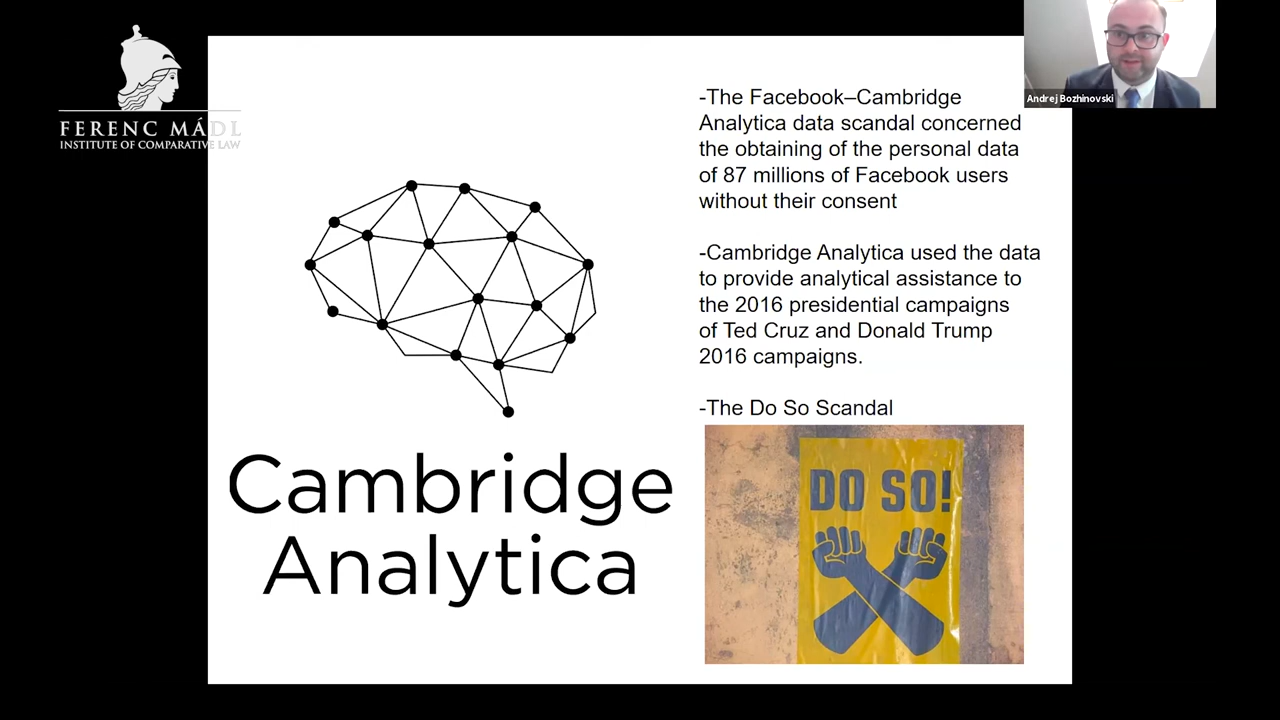 FERENC MÁDL
INSTITUTE OF COMPARATIVE LAW
Cambridge
Analytica
-The Facebook–Cambridge
Analytica data scandal concerned
the obtaining of the personal data
of 87 millions of Facebook users
without their consent
-Cambridge Analytica used the data
to provide analytical assistance to
the 2016 presidential campaigns
of Ted Cruz and Donald Trump
2016 campaigns.
-The Do So Scandal
DO SO!
Andrej Bozhinovski